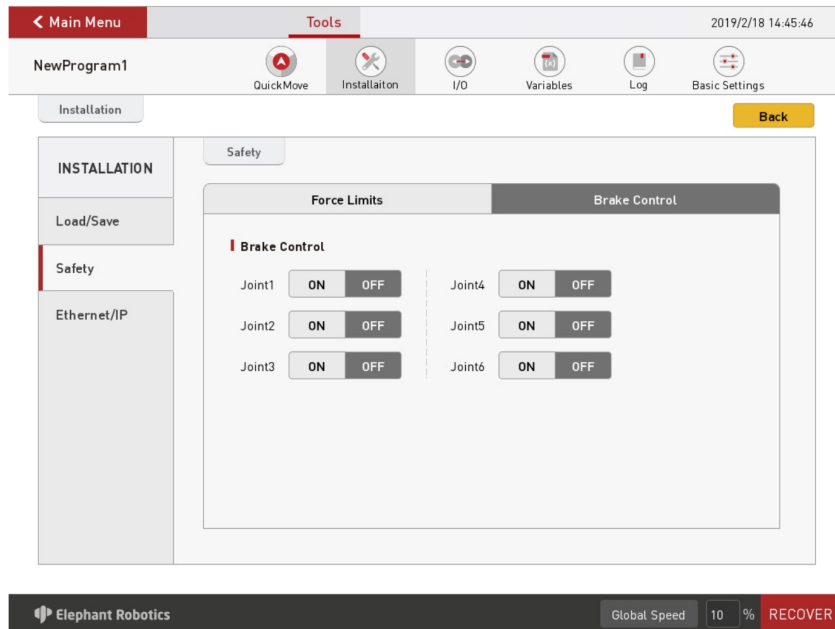 Main Menu
Tools
2019/2/18 14:45:46
NewProgram1
QuickMove
Installaiton
I/O
Variables
Log
Basic Settings
Installation
Back
INSTALLATION
Load/Save
Safety
Ethernet/IP
Safety
Force Limits
Brake Control
Brake Control
Joint1 ON OFF Joint4 ON OFF
Joint2 ON OFF Joint5 ON OFF
Joint3 ON OFF Joint6 ON OFF
Elephant Robotics
Global Speed 10 % RECOVER